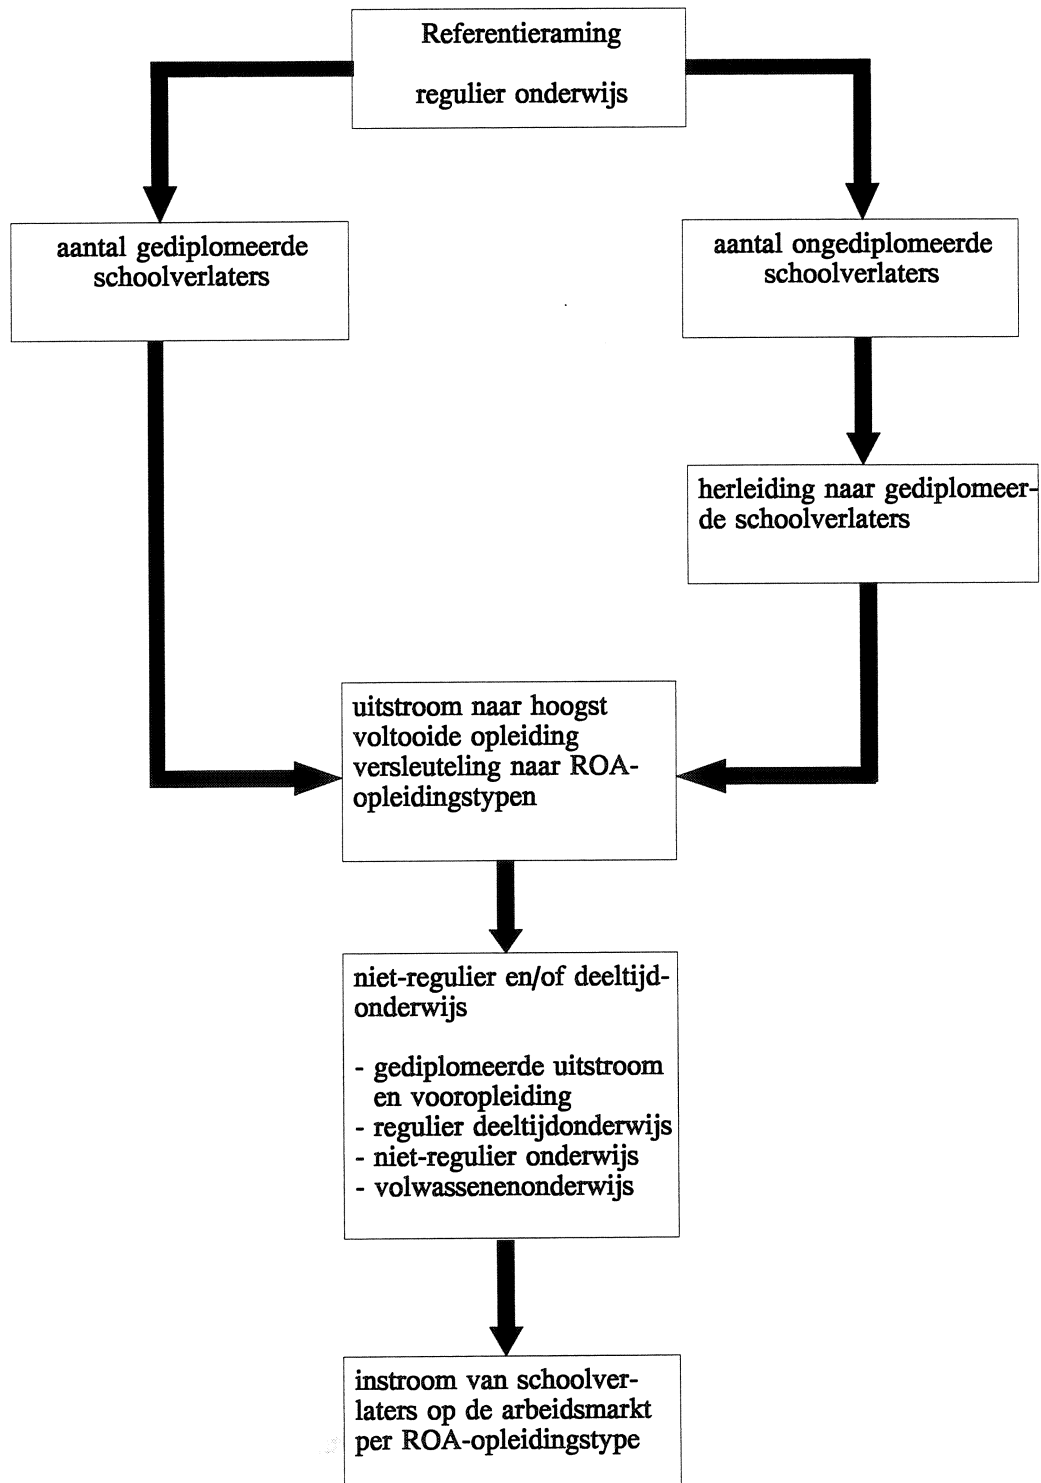 Referentieraming
regulier onderwijs
aantal gediplomeerde
schoolverlaters
aantal ongediplomeerde
schoolverlaters
herleiding naar gediplomeer-
de schoolverlaters
uitstroom naar hoogst
voltooide opleiding
versleuteling naar ROA-
opleidingstypen
niet-regulier en/of deeltijd-
onderwijs
- gediplomeerde uitstroom
en vooropleiding
- regulier deeltijdonderwijs
- niet-regulier onderwijs
- volwassenenonderwijs
instroom van schoolver-
laters op de arbeidsmarkt
per ROA-opleidingstype